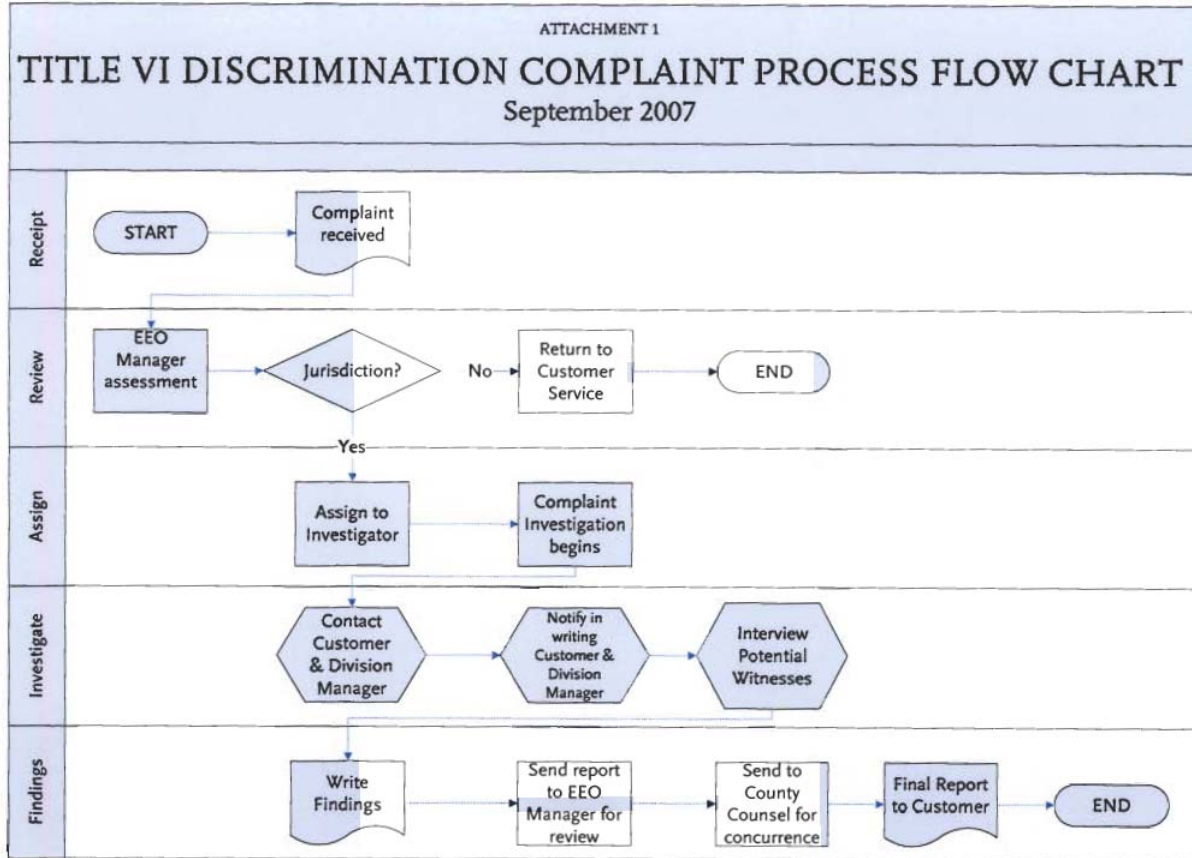 ATTACHMENT 1
TITLE VI DISCRIMINATION COMPLAINT PROCESS FLOW CHART
September 2007
Receipt
START
Complaint
received
Review
EEO
Manager
assessment
Jurisdiction?
No
Return to
Customer
Service
END
Yes
Assign
Assign to
Investigator
Complaint
Investigation
begins
Investigate
Contact
Customer
& Division
Manager
Notify in
writing
Customer &
Division
Manager
Interview
Potential
Witnesses
Findings
Write
Findings
Send report
to EEO
Manager for
review
Send to
County
Counsel for
concurrence
Final Report
to Customer
END